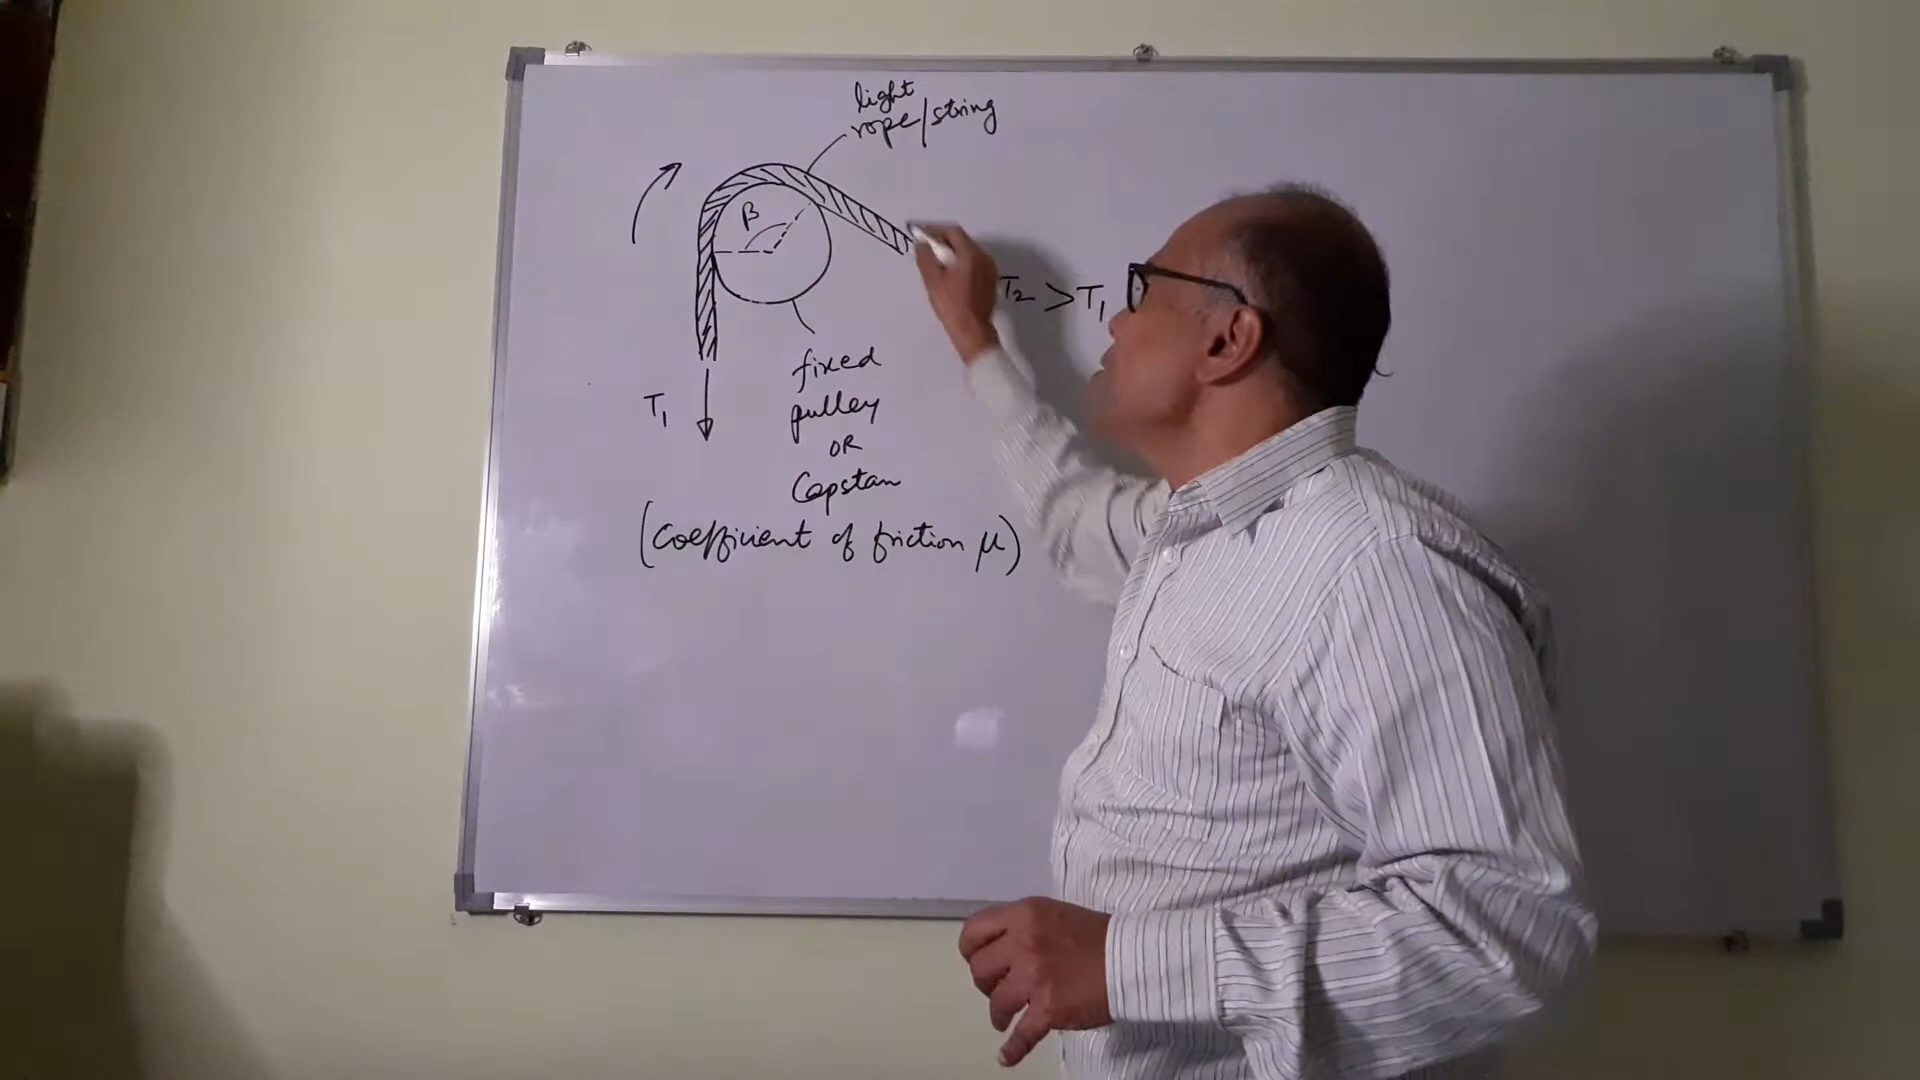 light
rope/string
β
T₂ > T₁
fixed
pulley
OR
Capstan
T₁
(Coefficient of friction μ)